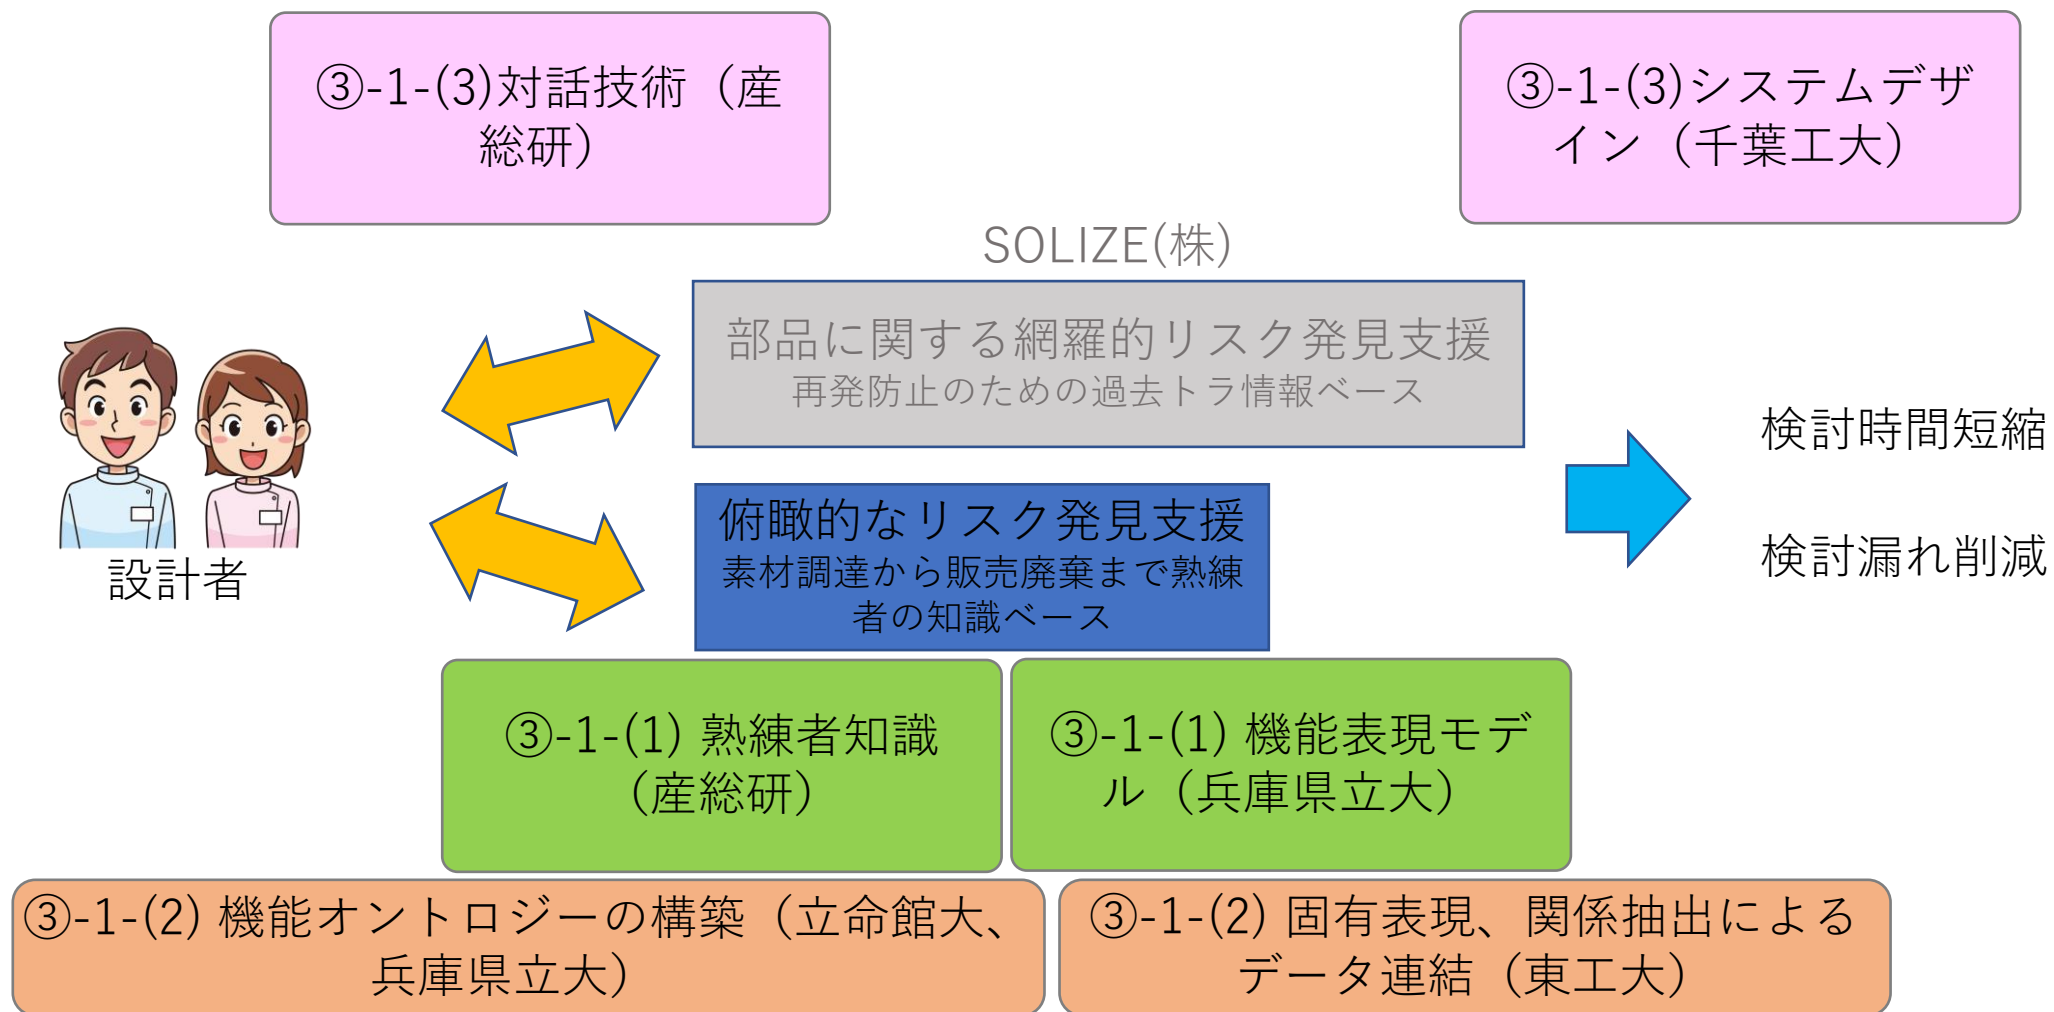 ③-1-(3)対話技術（産
総研）
③-1-(3)システムデザ
イン（千葉工大）
SOLIZE(株)
部品に関する網羅的リスク発見支援
再発防止のための過去トラ情報ベース
俯瞰的なリスク発見支援
素材調達から販売廃棄まで熟練
者の知識ベース
設計者
検討時間短縮
検討漏れ削減
③-1-(1) 熟練者知識
（産総研）
③-1-(1) 機能表現モデ
ル（兵庫県立大）
③-1-(2) 機能オントロジーの構築（立命館大、
兵庫県立大）
③-1-(2) 固有表現、関係抽出による
データ連結（東工大）